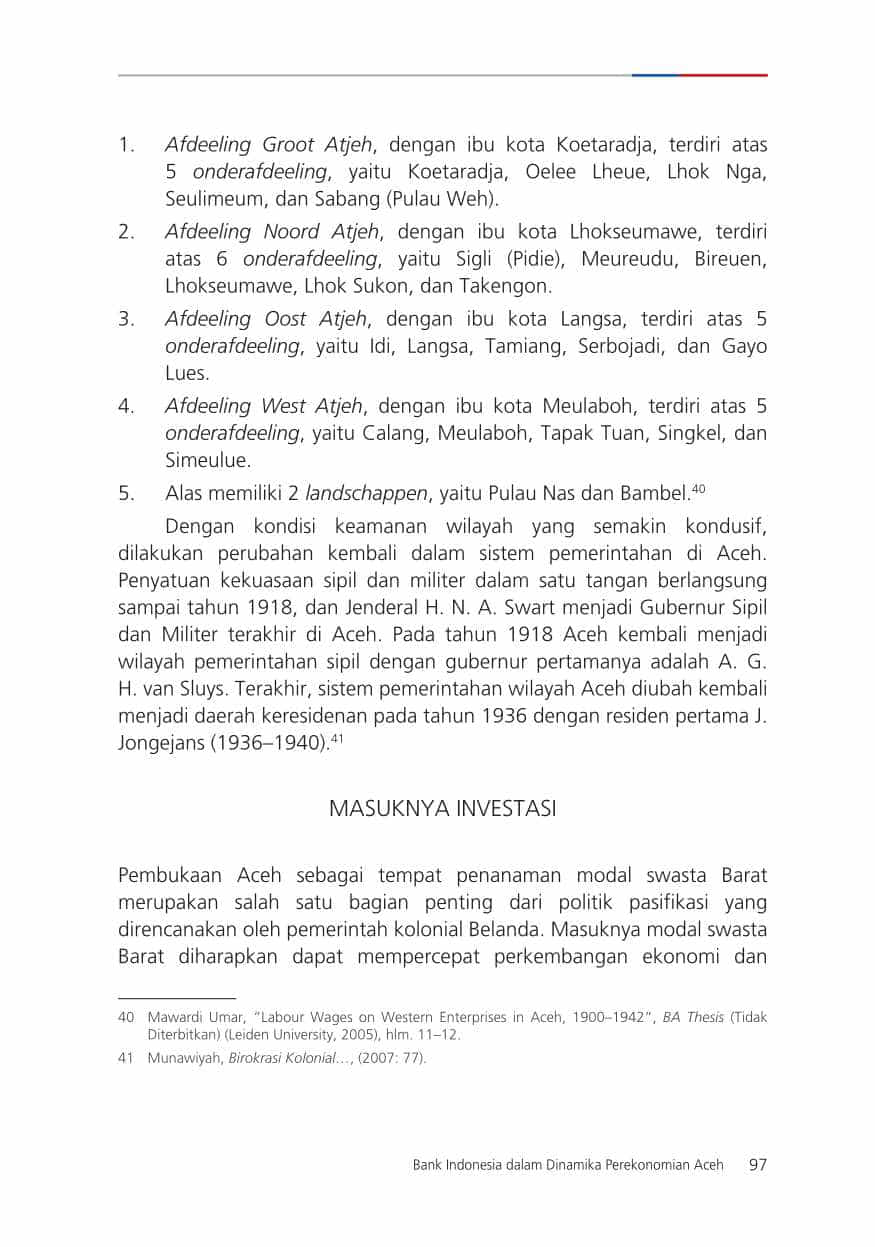 1. Afdeeling Groot Atjeh, dengan ibu kota Koetaradja, terdiri atas
5 onderafdeeling, yaitu Koetaradja, Oelee Lheue, Lhok Nga,
Seulimeum, dan Sabang (Pulau Weh).
2. Afdeeling Noord Atjeh, dengan ibu kota Lhokseumawe, terdiri
atas 6 onderafdeeling, yaitu Sigli (Pidie), Meureudu, Bireuen,
Lhokseumawe, Lhok Sukon, dan Takengon.
3. Afdeeling Oost Atjeh, dengan ibu kota Langsa, terdiri atas 5
onderafdeeling, yaitu Idi, Langsa, Tamiang, Serbojadi, dan Gayo
Lues.
4. Afdeeling West Atjeh, dengan ibu kota Meulaboh, terdiri atas 5
onderafdeeling, yaitu Calang, Meulaboh, Tapak Tuan, Singkel, dan
Simeulue.
5. Alas memiliki 2 landschappen, yaitu Pulau Nas dan Bambel.40
Dengan kondisi keamanan wilayah yang semakin kondusif,
dilakukan perubahan kembali dalam sistem pemerintahan di Aceh.
Penyatuan kekuasaan sipil dan militer dalam satu tangan berlangsung
sampai tahun 1918, dan Jenderal H. N. A. Swart menjadi Gubernur Sipil
dan Militer terakhir di Aceh. Pada tahun 1918 Aceh kembali menjadi
wilayah pemerintahan sipil dengan gubernur pertamanya adalah A. G.
H. van Sluys. Terakhir, sistem pemerintahan wilayah Aceh diubah kembali
menjadi daerah keresidenan pada tahun 1936 dengan residen pertama J.
Jongejans (1936–1940).41
MASUKNYA INVESTASI
Pembukaan Aceh sebagai tempat penanaman modal swasta Barat
merupakan salah satu bagian penting dari politik pasifikasi yang
direncanakan oleh pemerintah kolonial Belanda. Masuknya modal swasta
Barat diharapkan dapat mempercepat perkembangan ekonomi dan
40 Mawardi Umar, “Labour Wages on Western Enterprises in Aceh, 1900–1942”, BA Thesis (Tidak
Diterbitkan) (Leiden University, 2005), hlm. 11–12.
41 Munawiyah, Birokrasi Kolonial…, (2007: 77).
Bank Indonesia dalam Dinamika Perekonomian Aceh 97